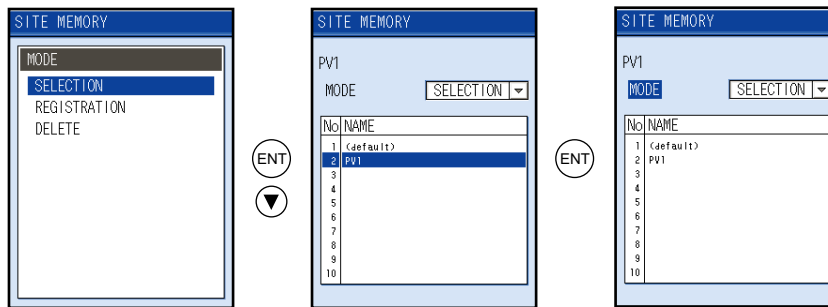 SITE MEMORY
MODE
SELECTION
REGISTRATION
DELETE
ENT
▼
SITE MEMORY
PV1
MODE SELECTION
No NAME
1 (default)
2 PV1
3
4
5
6
7
8
9
10
ENT
SITE MEMORY
PV1
MODE SELECTION
No NAME
1 (default)
2 PV1
3
4
5
6
7
8
9
10